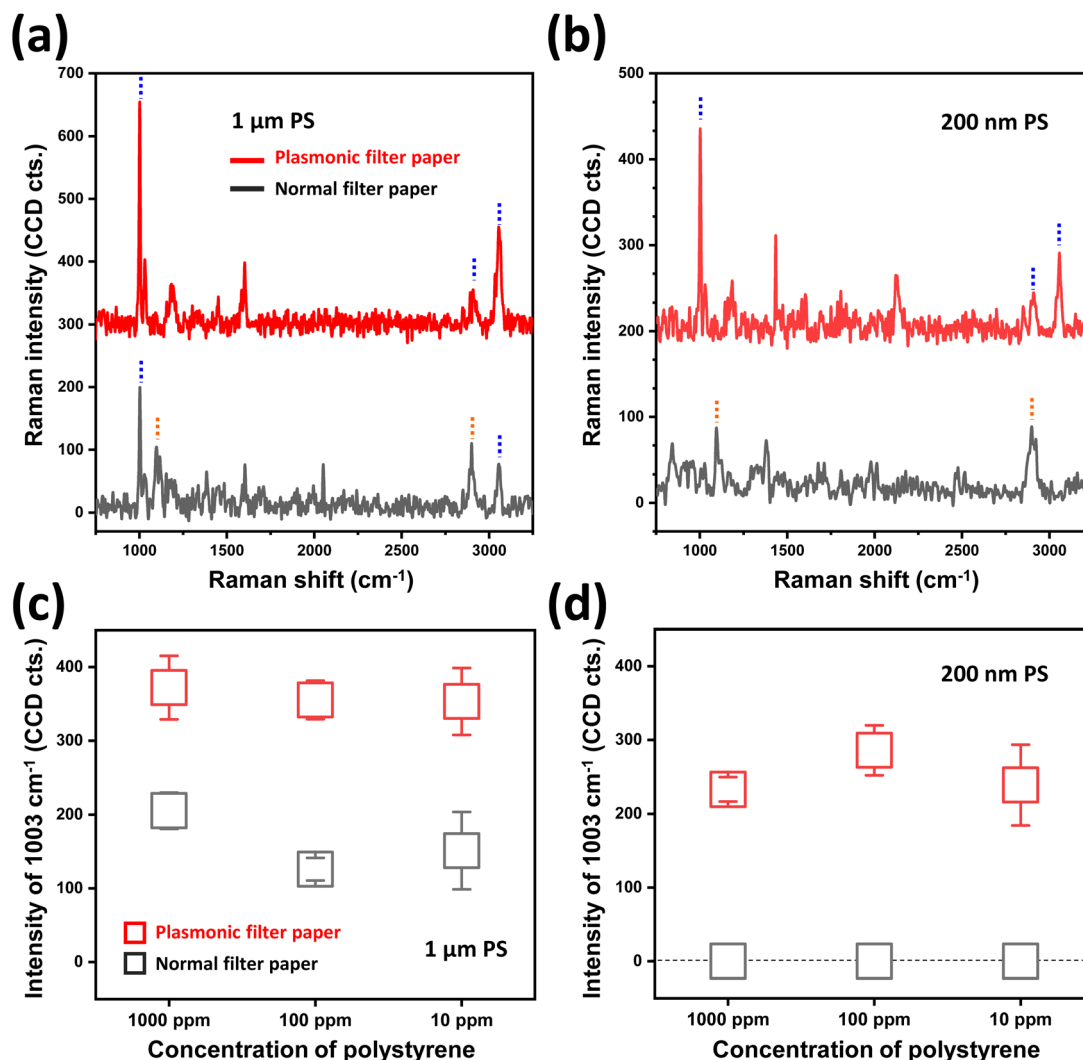 (a)
(b)
700
600
500
400
300
200
100
0
Raman intensity (CCD cts.)
1 µm PS
Plasmonic filter paper
Normal filter paper
1000
1500
2000
2500
3000
Raman shift (cm⁻¹)
500
400
300
200
100
0
Raman intensity (CCD cts.)
200 nm PS
1000
1500
2000
2500
3000
Raman shift (cm⁻¹)
(c)
(d)
400
300
200
100
0
Intensity of 1003 cm⁻¹ (CCD cts.)
Plasmonic filter paper
Normal filter paper
1 µm PS
1000 ppm
100 ppm
10 ppm
Concentration of polystyrene
400
300
200
100
0
Intensity of 1003 cm⁻¹ (CCD cts.)
200 nm PS
1000 ppm
100 ppm
10 ppm
Concentration of polystyrene